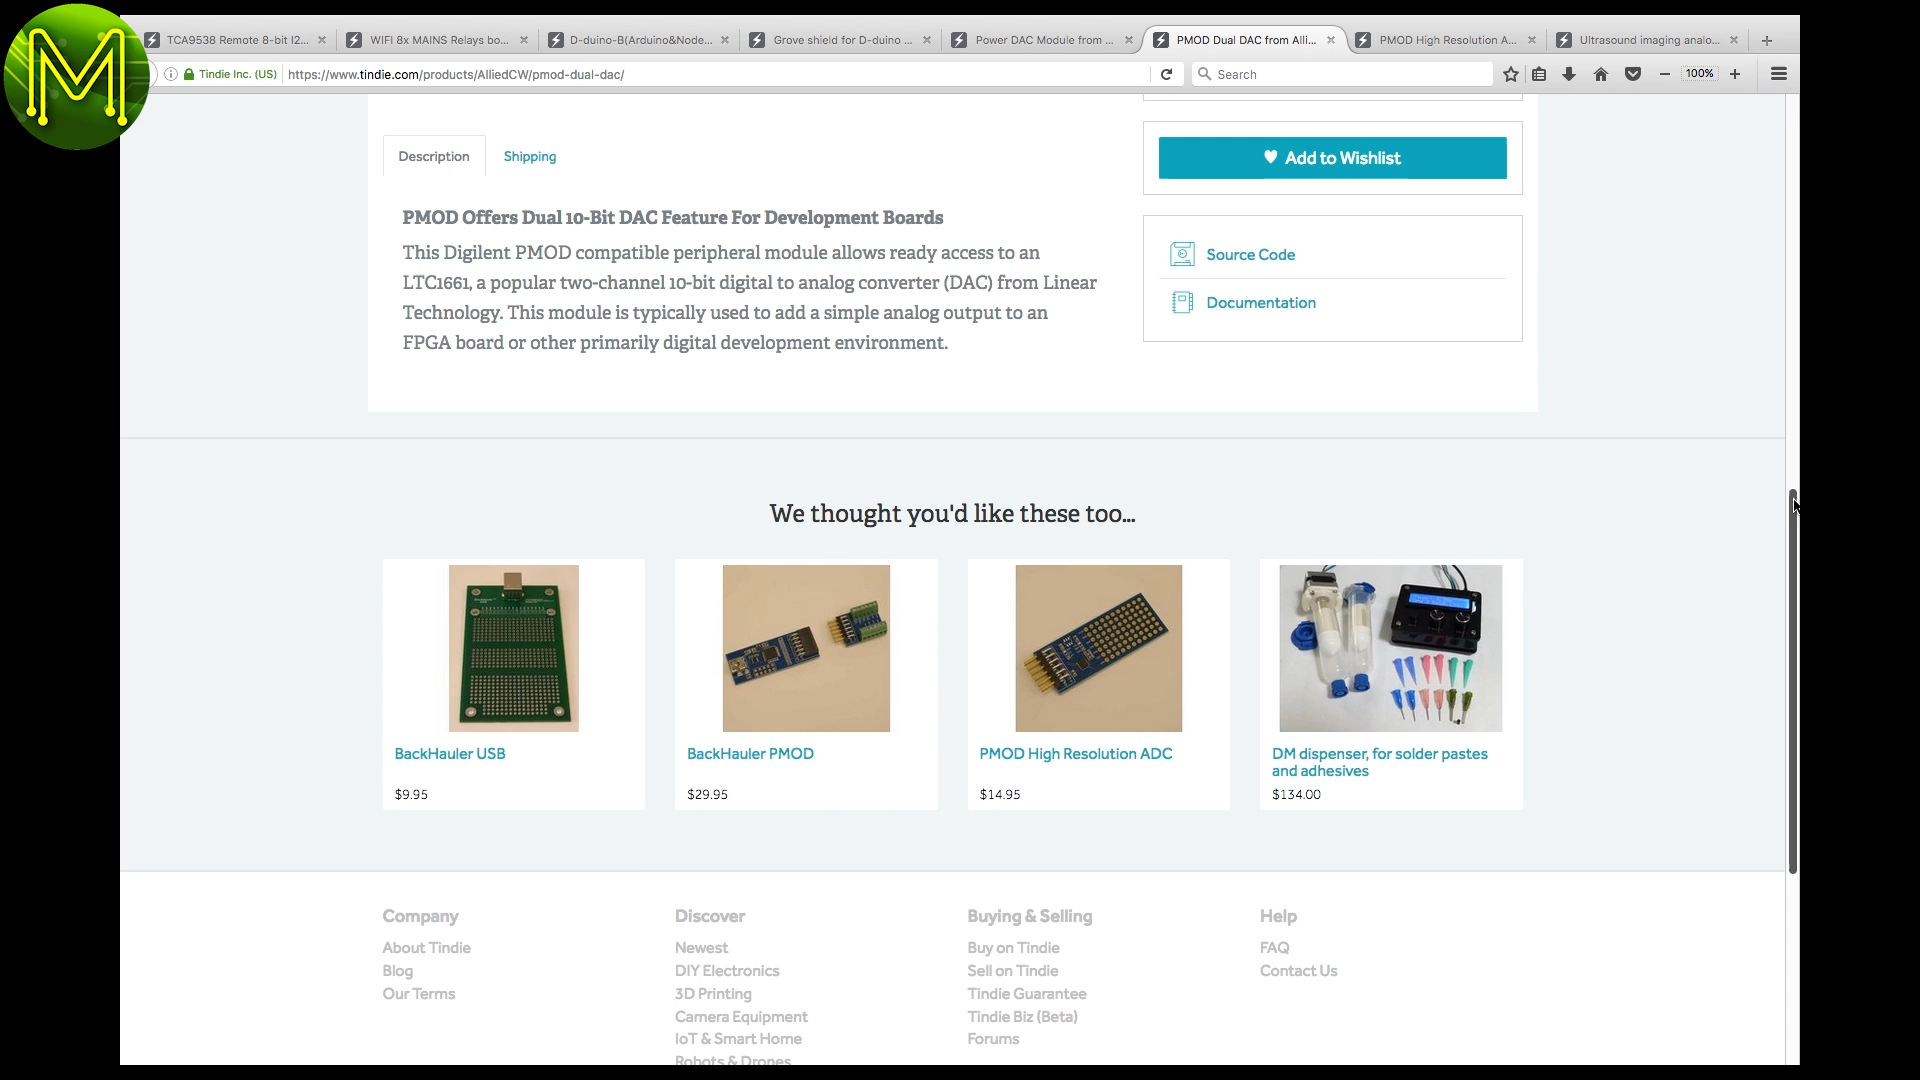 M
TCA9538 Remote 8-bit I2...
WIFI 8x MAINS Relays bo...
D-duino-B(Arduino&Node...
Grove shield for D-duino ...
Power DAC Module from ...
PMOD Dual DAC from Alli...
PMOD High Resolution A...
Ultrasound imaging analo...
Tindie Inc. (US)
https://www.tindie.com/products/AlliedCW/pmod-dual-dac/
Search
100%
Description
Shipping
Add to Wishlist
PMOD Offers Dual 10-Bit DAC Feature For Development Boards
This Digilent PMOD compatible peripheral module allows ready access to an
LTC1661, a popular two-channel 10-bit digital to analog converter (DAC) from Linear
Technology. This module is typically used to add a simple analog output to an
FPGA board or other primarily digital development environment.
Source Code
Documentation
We thought you'd like these too...
BackHauler USB
$9.95
BackHauler PMOD
$29.95
PMOD High Resolution ADC
$14.95
DM dispenser, for solder pastes
and adhesives
$134.00
Company
About Tindie
Blog
Our Terms
Discover
Newest
DIY Electronics
3D Printing
Camera Equipment
IoT & Smart Home
Robots & Drones
Buying & Selling
Buy on Tindie
Sell on Tindie
Tindie Guarantee
Tindie Biz (Beta)
Forums
Help
FAQ
Contact Us